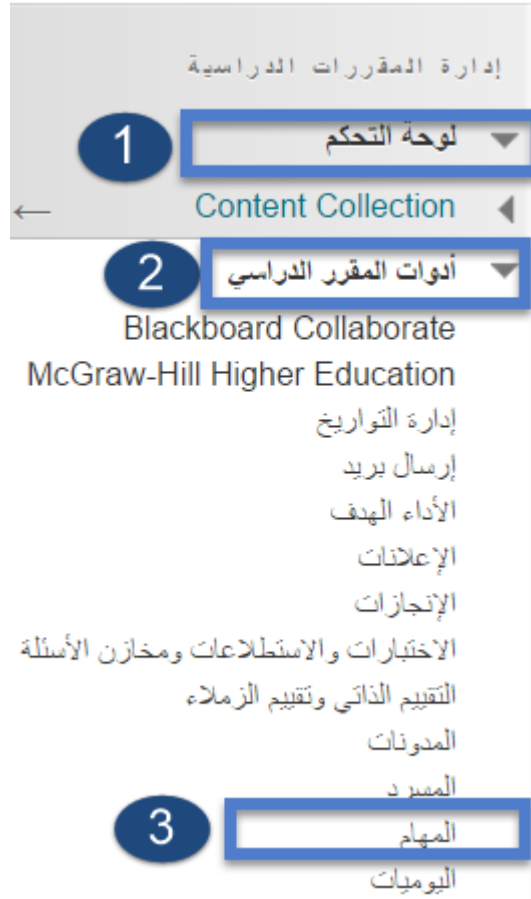 إدارة المقررات الدراسية
1 لوحة التحكم
Content Collection
2 أدوات المقرر الدراسي
Blackboard Collaborate
McGraw-Hill Higher Education
إدارة التواريخ
إرسال بريد
الأداء الهدف
الإعلانات
الإنجازات
الاختبارات والاستطلاعات ومخازن الأسئلة
التقييم الذاتي وتقييم الزملاء
المدونات
المسرد
3 المهام
اليوميات